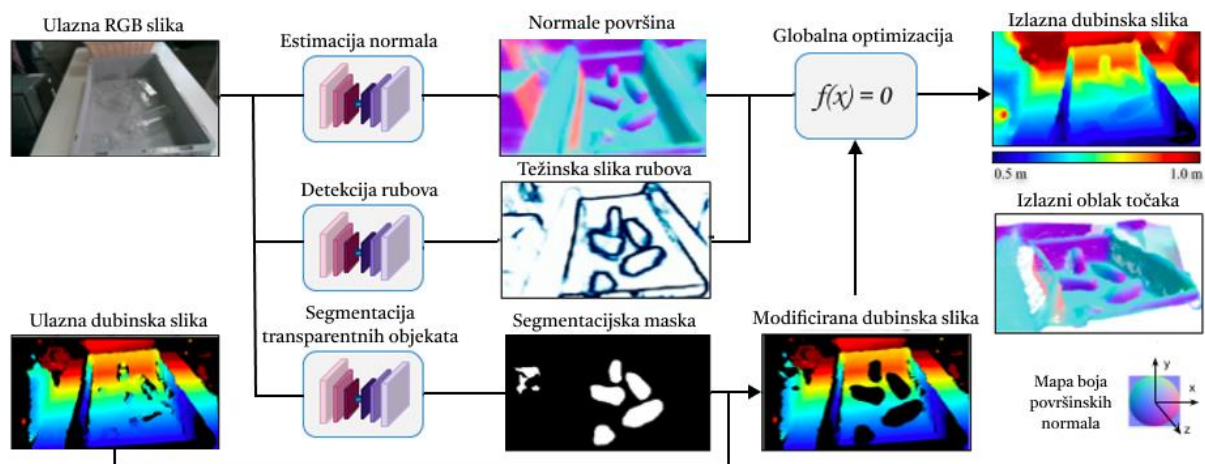 Ulazna RGB slika
Estimacija normala
Normale površina
Globalna optimizacija
Izlazna dubinska slika
f(x) = 0
0.5 m
1.0 m
Detekcija rubova
Težinska slika rubova
Izlazni oblak točaka
Ulazna dubinska slika
Segmentacija
transparentnih objekata
Segmentacijska maska
Modificirana dubinska slika
Mapa boja
površinskih
normala
y
x
z